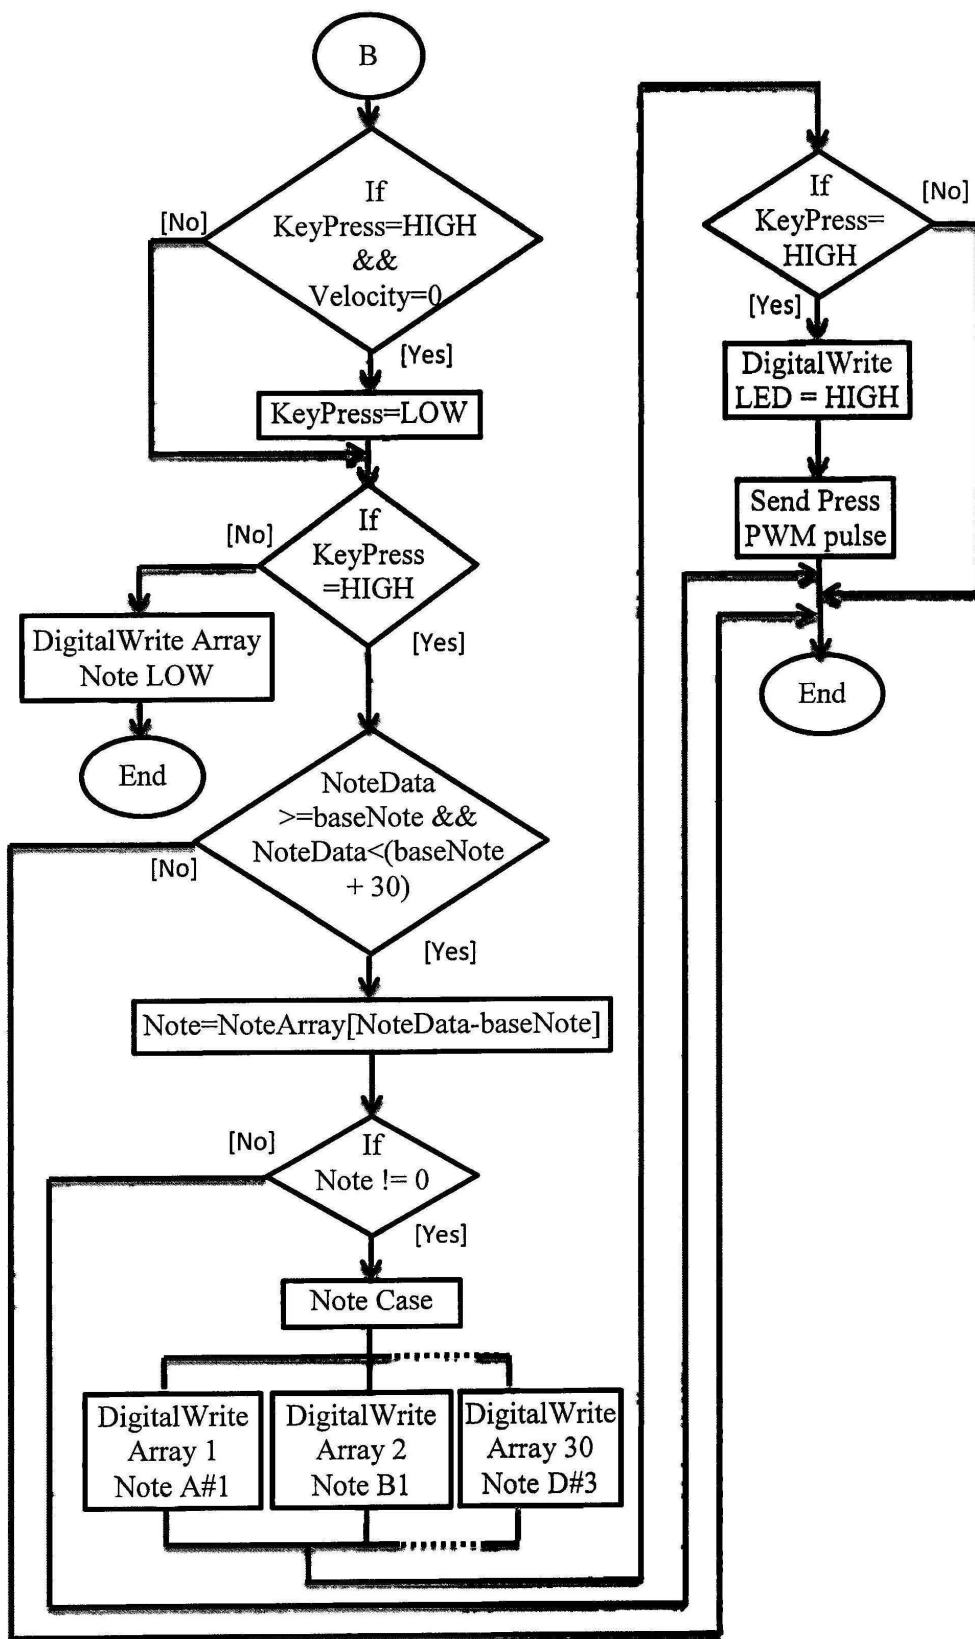 B
If
KeyPress=HIGH
&&
Velocity=0
[No]
[Yes]
KeyPress=LOW
If
KeyPress
=HIGH
[No]
[Yes]
DigitalWrite Array
Note LOW
End
NoteData
>=baseNote &&
NoteData<(baseNote
+ 30)
[No]
[Yes]
Note=NoteArray[NoteData-baseNote]
If
Note != 0
[No]
[Yes]
Note Case
DigitalWrite
Array 1
Note A#1
DigitalWrite
Array 2
Note B1
DigitalWrite
Array 30
Note D#3
If
KeyPress=
HIGH
[No]
[Yes]
DigitalWrite
LED = HIGH
Send Press
PWM pulse
End